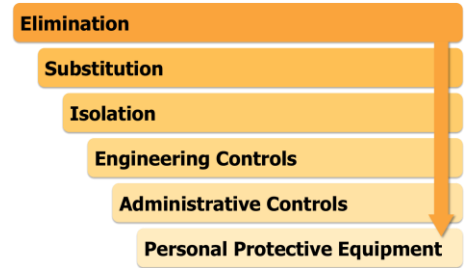 Elimination
Substitution
Isolation
Engineering Controls
Administrative Controls
Personal Protective Equipment